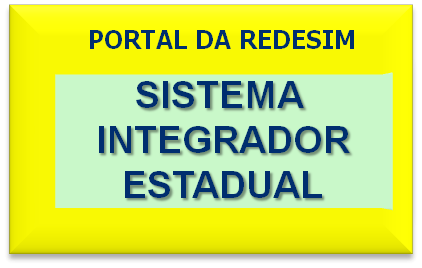 PORTAL DA REDESIM
SISTEMA
INTEGRADOR
ESTADUAL